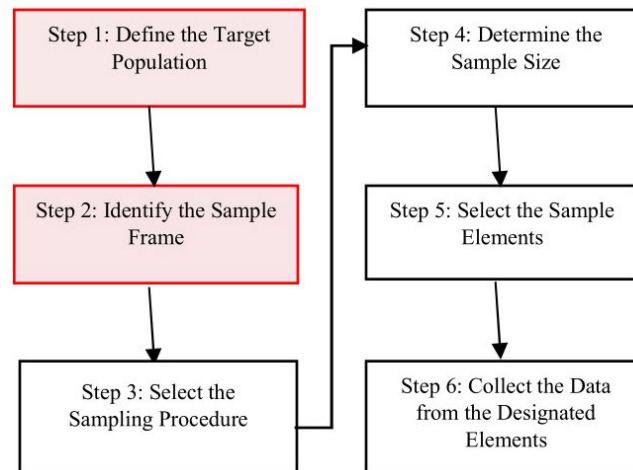 Step 1: Define the Target
Population
Step 2: Identify the Sample
Frame
Step 3: Select the
Sampling Procedure
Step 4: Determine the
Sample Size
Step 5: Select the Sample
Elements
Step 6: Collect the Data
from the Designated
Elements